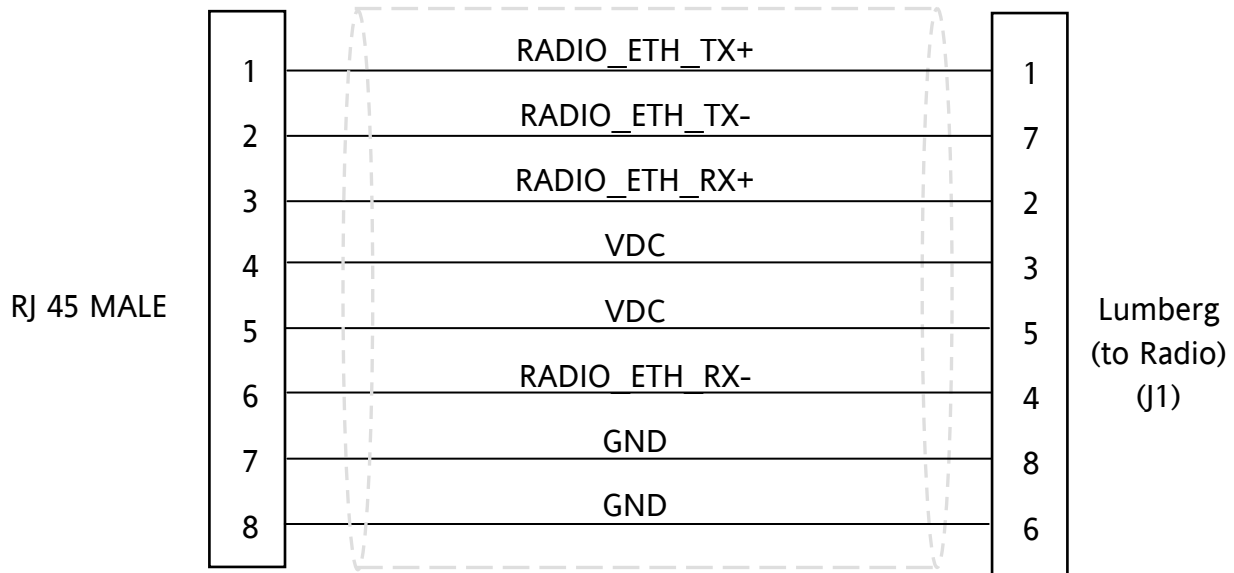 1 RADIO_ETH_TX+ 1
2 RADIO_ETH_TX- 7
3 RADIO_ETH_RX+ 2
4 VDC 3
5 VDC 5
6 RADIO_ETH_RX- 4
7 GND 8
8 GND 6
RJ 45 MALE
Lumberg
(to Radio)
(J1)